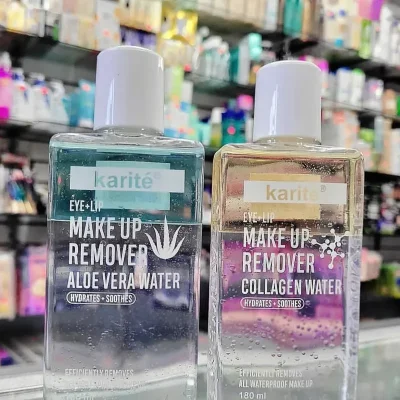 karité®
EYE+LIP
MAKE UP
REMOVER
ALOE VERA WATER
HYDRATES + SOOTHES
EFFICIENTLY REMOVES
karité®
EYE+LIP
MAKE UP
REMOVER
COLLAGEN WATER
HYDRATES + SOOTHES
EFFICIENTLY REMOVES
ALL WATERPROOF MAKE UP
180 ml